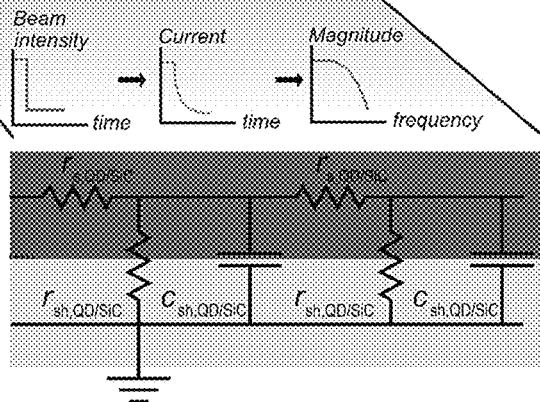 Beam
intensity
Current
Magnitude
time
time
frequency
r s,QD/SiC
r s,QD/SiC
r sh,QD/SiC
c sh,QD/SiC
r sh,QD/SiC
c sh,QD/SiC